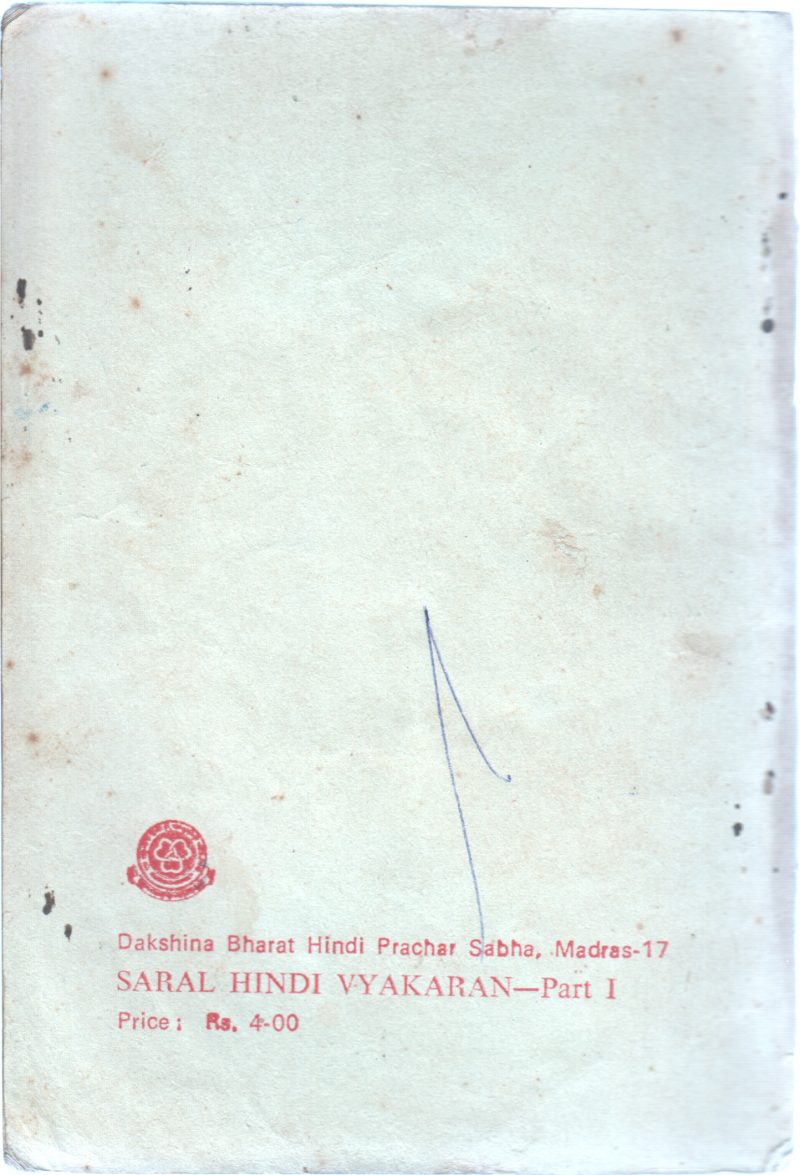 Dakshina Bharat Hindi Prachar Sabha, Madras-17
SARAL HINDI VYAKARAN—Part I
Price : Rs. 4-00